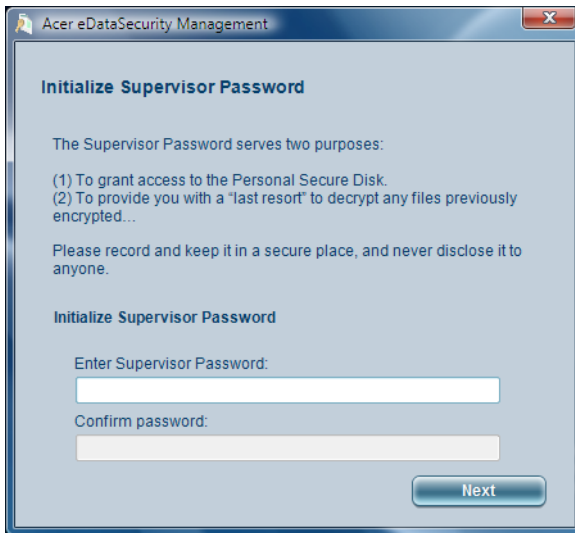 Acer eDataSecurity Management
Initialize Supervisor Password
The Supervisor Password serves two purposes:
(1) To grant access to the Personal Secure Disk.
(2) To provide you with a “last resort” to decrypt any files previously
encrypted...
Please record and keep it in a secure place, and never disclose it to
anyone.
Initialize Supervisor Password
Enter Supervisor Password:
Confirm password:
Next